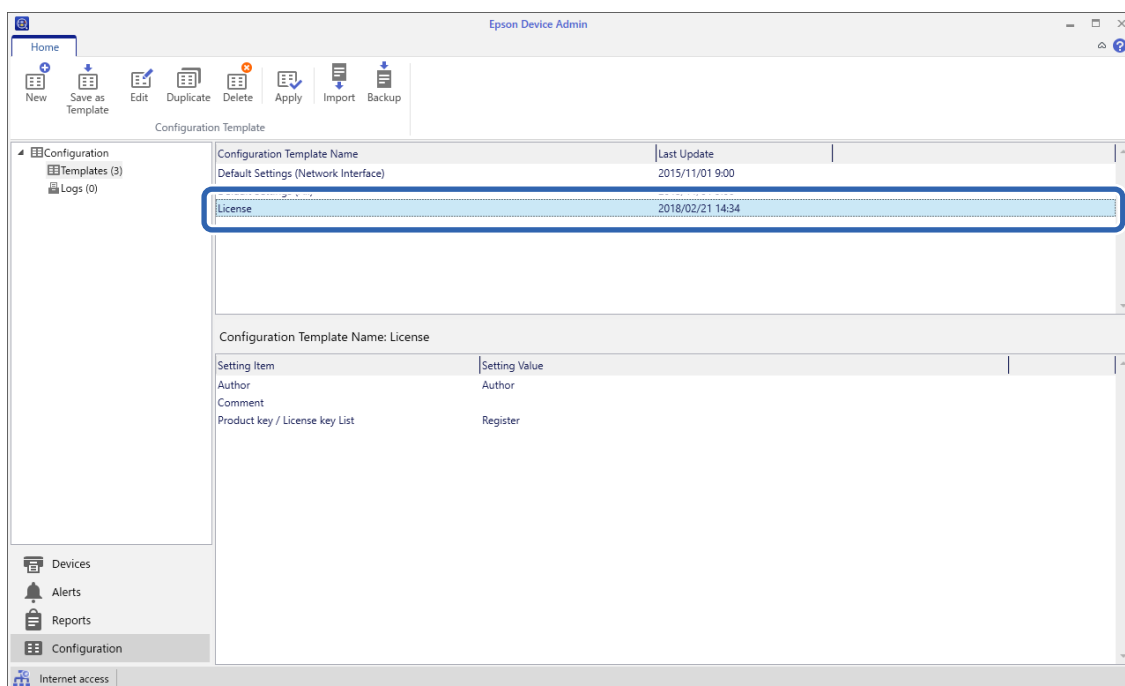 Epson Device Admin
Home
New
Save as
Template
Edit
Duplicate
Delete
Apply
Import
Backup
Configuration Template
Configuration
Templates (3)
Logs (0)
Configuration Template Name Last Update
Default Settings (Network Interface) 2015/11/01 9:00
License 2018/02/21 14:34
Configuration Template Name: License
Setting Item Setting Value
Author Author
Comment
Product key / License key List Register
Devices
Alerts
Reports
Configuration
Internet access